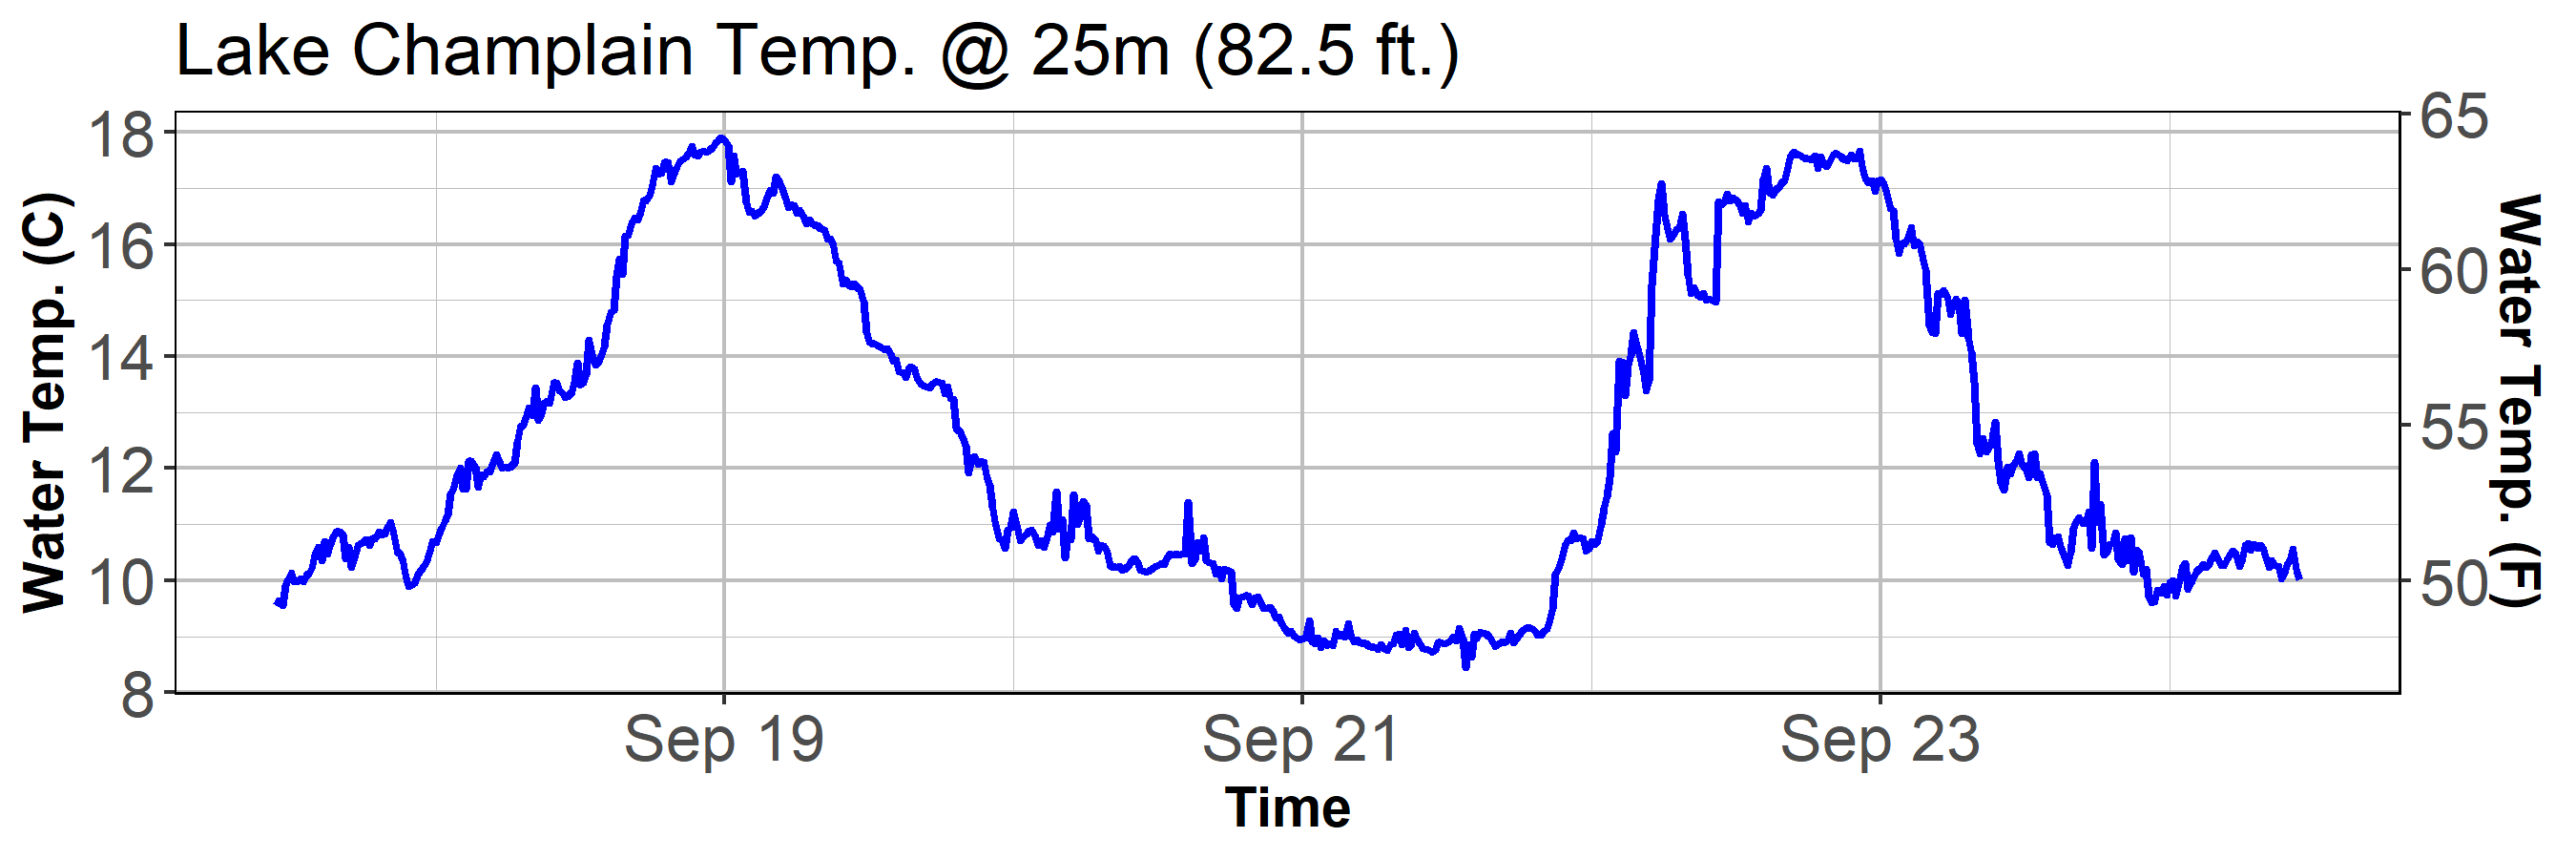 Lake Champlain Temp. @ 25m (82.5 ft.)
Water Temp. (C)
18
16
14
12
10
8
65
60
55
50
Water Temp. (F)
Sep 19
Sep 21
Sep 23
Time